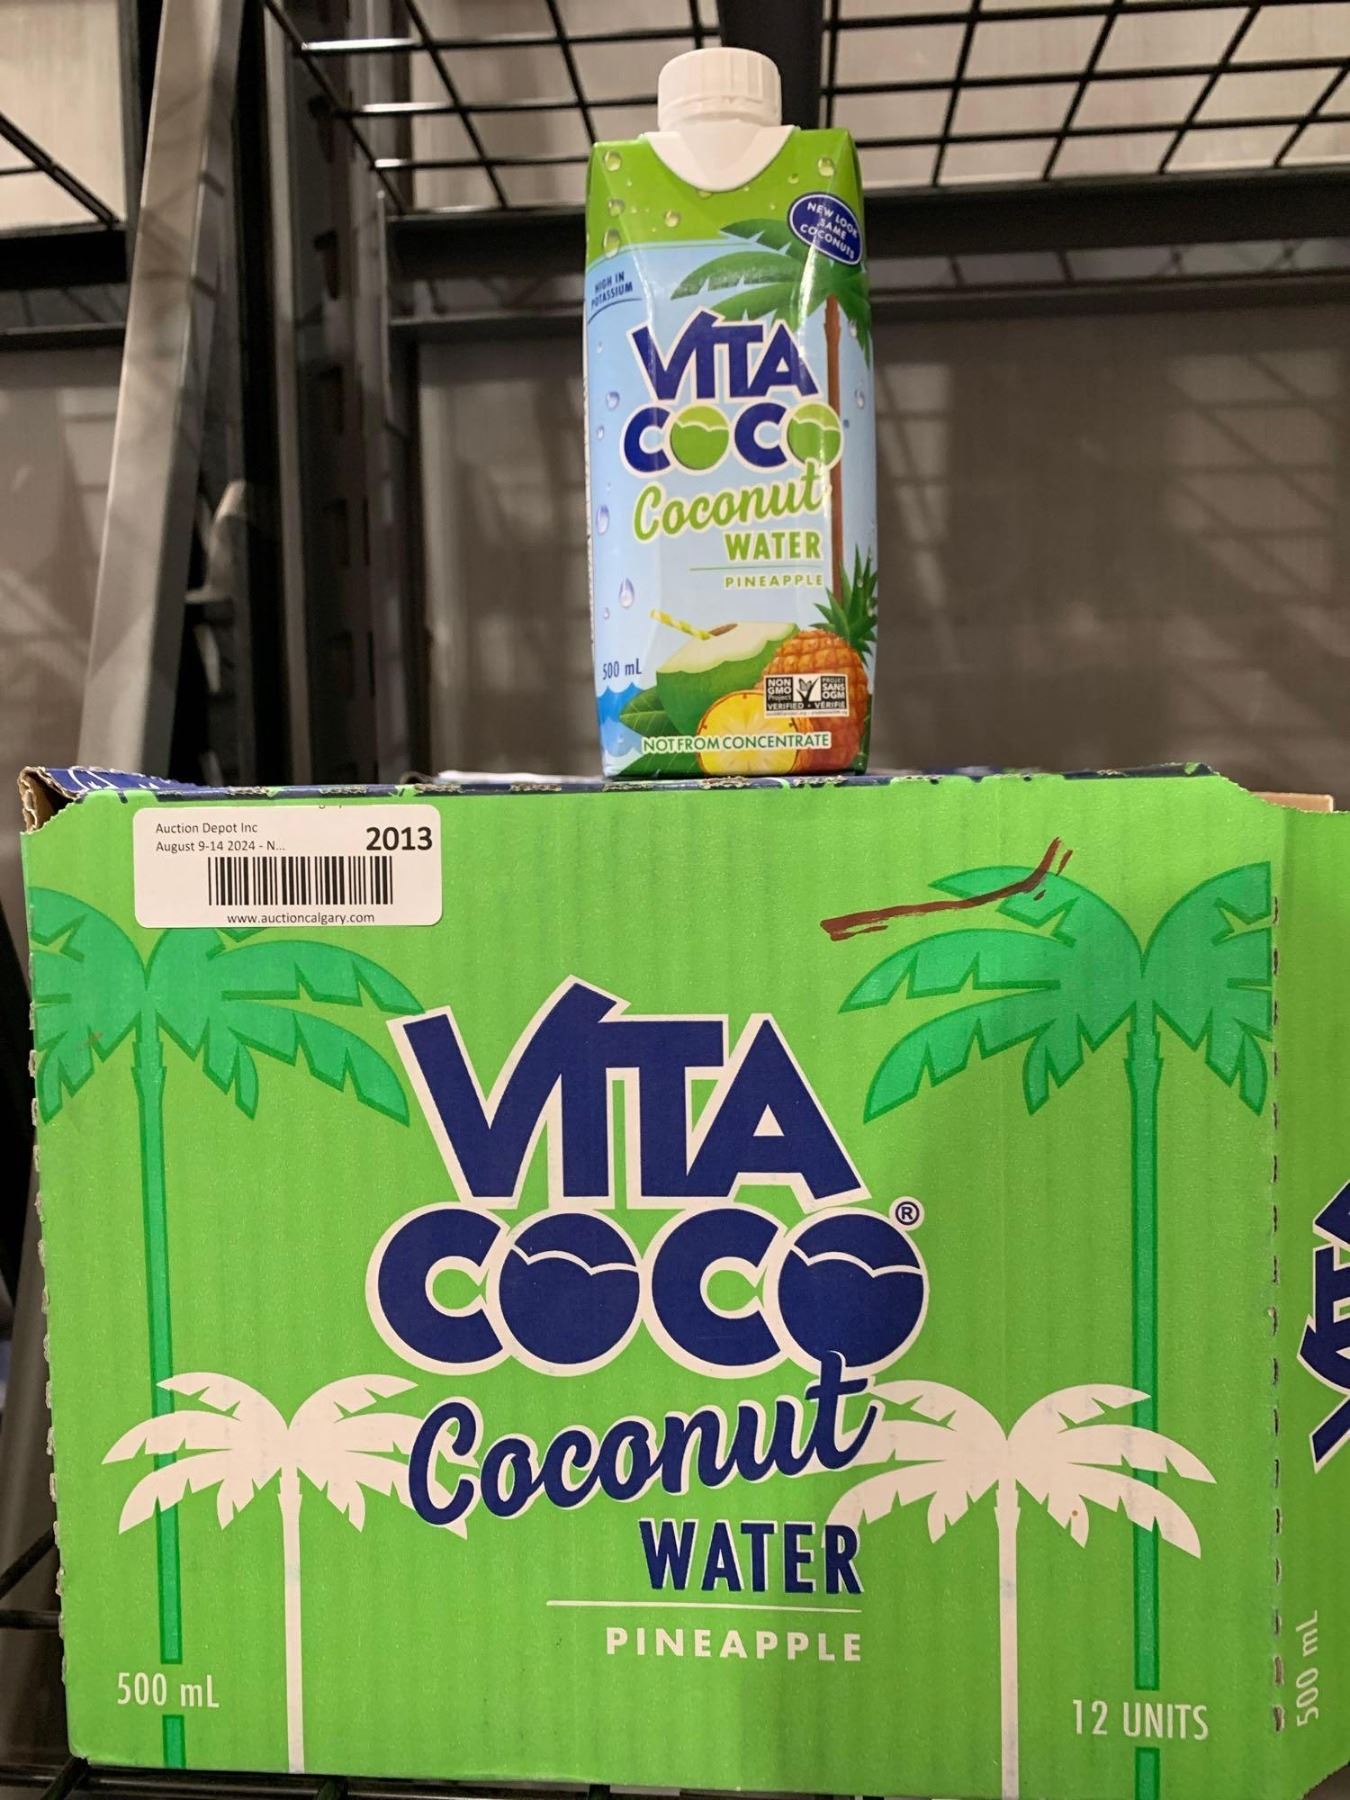 NEW LOOK
SAME
COCONUTS
HIGH IN
POTASSIUM
VITA
COCO
Coconut
WATER
PINEAPPLE
500 mL
NON
GMO
Project
VERIFIED
PROJET
SANS
OGM
VÉRIFIÉ
NOT FROM CONCENTRATE
Auction Depot Inc
August 9-14 2024 - N...
2013
www.auctioncalgary.com
VITA
COCO®
Coconut
WATER
PINEAPPLE
500 mL
12 UNITS
500 mL